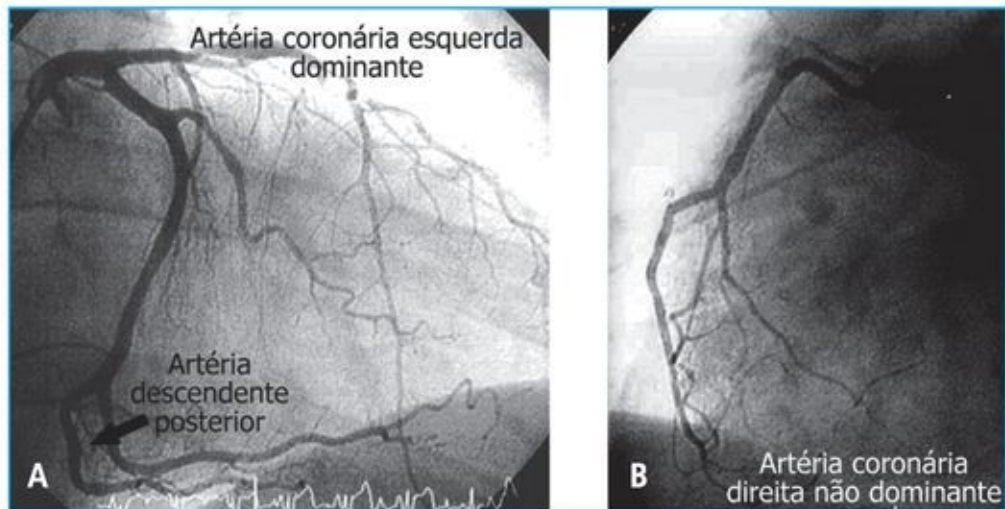 Artéria coronária esquerda
dominante
Artéria
descendente
posterior
A
B
Artéria coronária
direita não dominante